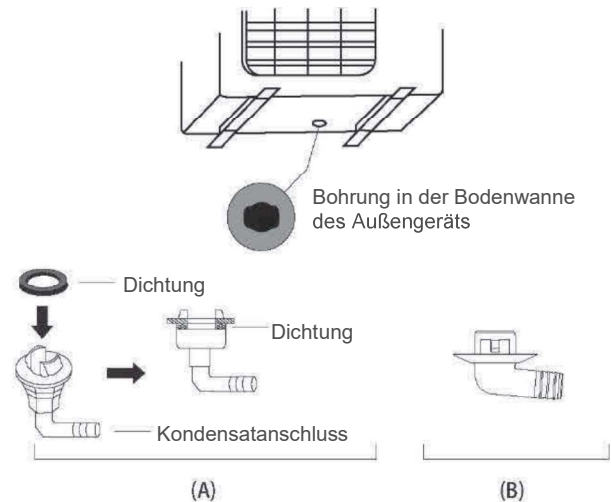 Bohrung in der Bodenwanne
des Außengeräts
Dichtung
Dichtung
Kondensatanschluss
(A)
(B)